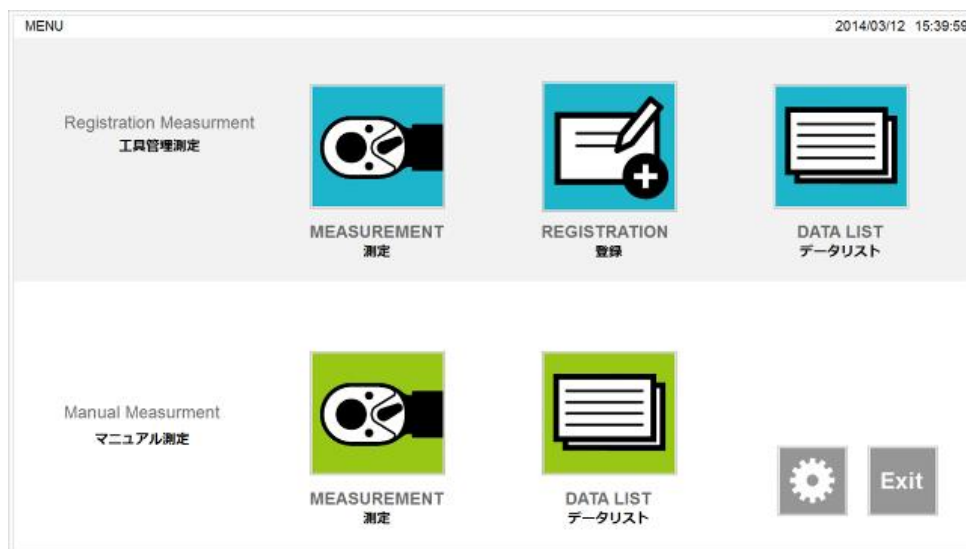 MENU
2014/03/12 15:39:59
Registration Measurment
工具管理測定
MEASUREMENT
測定
REGISTRATION
登録
DATA LIST
データリスト
Manual Measurment
マニュアル測定
MEASUREMENT
測定
DATA LIST
データリスト
Exit